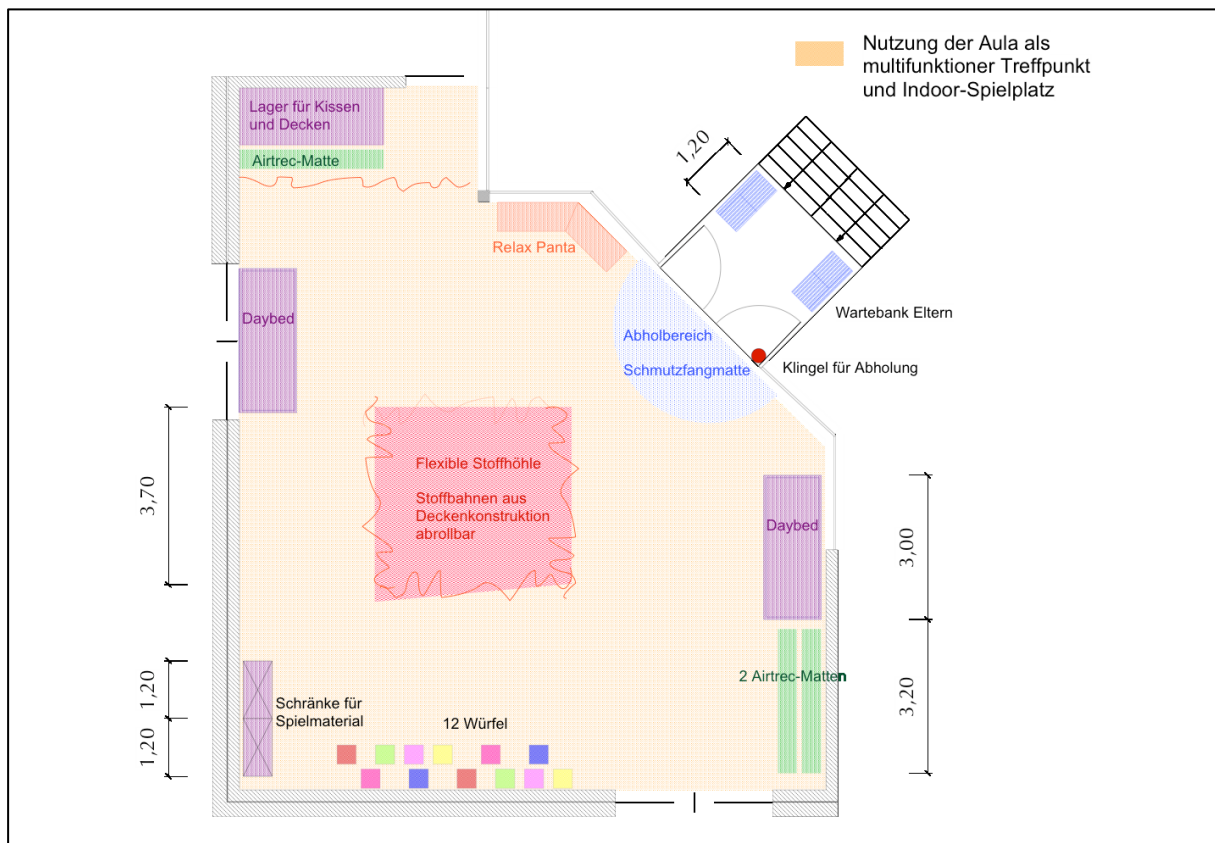 Nutzung der Aula als
multifunktioner Treffpunkt
und Indoor-Spielplatz
Lager für Kissen
und Decken
Airtrec-Matte
1,20
Relax Panta
Daybed
Abholbereich
Schmutzfangmatte
Wartebank Eltern
Klingel für Abholung
3,70
Flexible Stoffhöhle
Stoffbahnen aus
Deckenkonstruktion
abrollbar
Daybed
3,00
2 Airtrec-Matten
3,20
1,20
1,20
Schränke für
Spielmaterial
12 Würfel